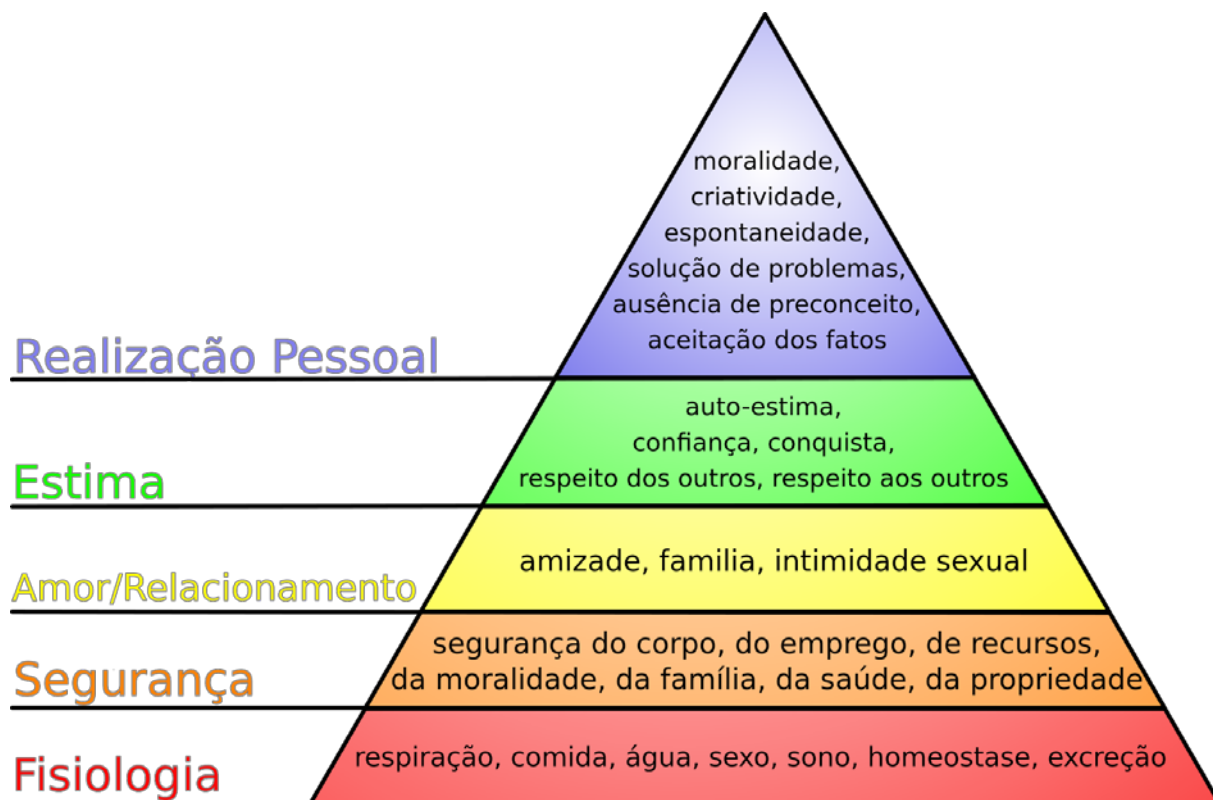 moralidade,
criatividade,
espontaneidade,
solução de problemas,
ausência de preconceito,
aceitação dos fatos
Realização Pessoal
auto-estima,
confiança, conquista,
respeito dos outros, respeito aos outros
Estima
amizade, familia, intimidade sexual
Amor/Relacionamento
segurança do corpo, do emprego, de recursos,
da moralidade, da família, da saúde, da propriedade
Segurança
respiração, comida, água, sexo, sono, homeostase, excreção
Fisiologia